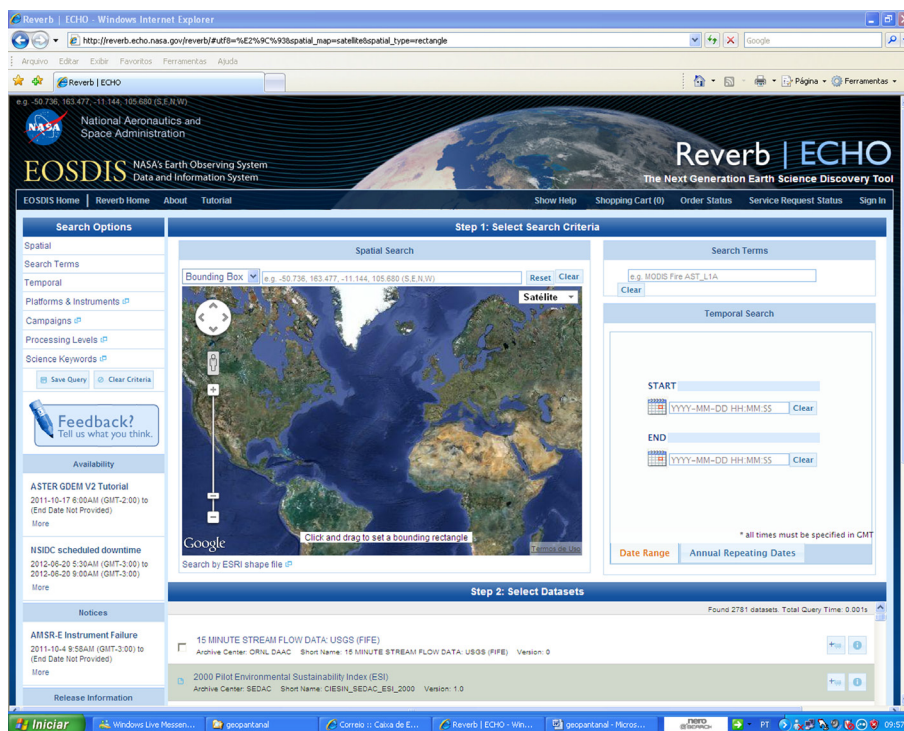 Reverb | ECHO - Windows Internet Explorer
http://reverb.echo.nasa.gov/reverb/#utf8=%E2%9C%93&spatial_map=satellite&spatial_type=rectangle
Google
Arquivo Editar Exibir Favoritos Ferramentas Ajuda
Reverb | ECHO
Página Ferramentas
e.g. -50.736, 163.477, -11.144, 105.680 (S,E,N,W)
NASA
National Aeronautics and
Space Administration
EOSDIS
NASA's Earth Observing System
Data and Information System
Reverb | ECHO
The Next Generation Earth Science Discovery Tool
EOSDIS Home | Reverb Home About Tutorial Show Help Shopping Cart (0) Order Status Service Request Status Sign In
Search Options
Spatial
Search Terms
Temporal
Platforms & Instruments
Campaigns
Processing Levels
Science Keywords
Save Query Clear Criteria
Feedback?
Tell us what you think.
Availability
ASTER GDEM V2 Tutorial
2011-10-17 6:00AM (GMT-2:00) to
(End Date Not Provided)
More
NSIDC scheduled downtime
2012-06-20 5:30AM (GMT-3:00) to
2012-06-20 9:00AM (GMT-3:00)
More
Notices
AMSR-E Instrument Failure
2011-10-4 9:58AM (GMT-3:00) to
(End Date Not Provided)
More
Release Information
Step 1: Select Search Criteria
Spatial Search
Bounding Box e.g. -50.736, 163.477, -11.144, 105.680 (S,E,N,W) Reset Clear
Satélite
Click and drag to set a bounding rectangle
Google
Termos de Uso
Search by ESRI shape file
Search Terms
e.g. MODIS Fire AST_L1A
Clear
Temporal Search
START
YYYY-MM-DD HH:MM:SS Clear
END
YYYY-MM-DD HH:MM:SS Clear
* all times must be specified in GMT
Date Range Annual Repeating Dates
Step 2: Select Datasets
Found 2781 datasets. Total Query Time: 0.001s
15 MINUTE STREAM FLOW DATA: USGS (FIFE)
Archive Center: ORNL DAAC Short Name: 15 MINUTE STREAM FLOW DATA: USGS (FIFE) Version: 0
2000 Pilot Environmental Sustainability Index (ESI)
Archive Center: SEDAC Short Name: CIESIN_SEDAC_ESI_2000 Version: 1.0
Iniciar Windows Live Messen... geopantanal Correio :: Caixa de E... Reverb | ECHO - Win... geopantanal - Micros... nero SEARCH PT 09:57